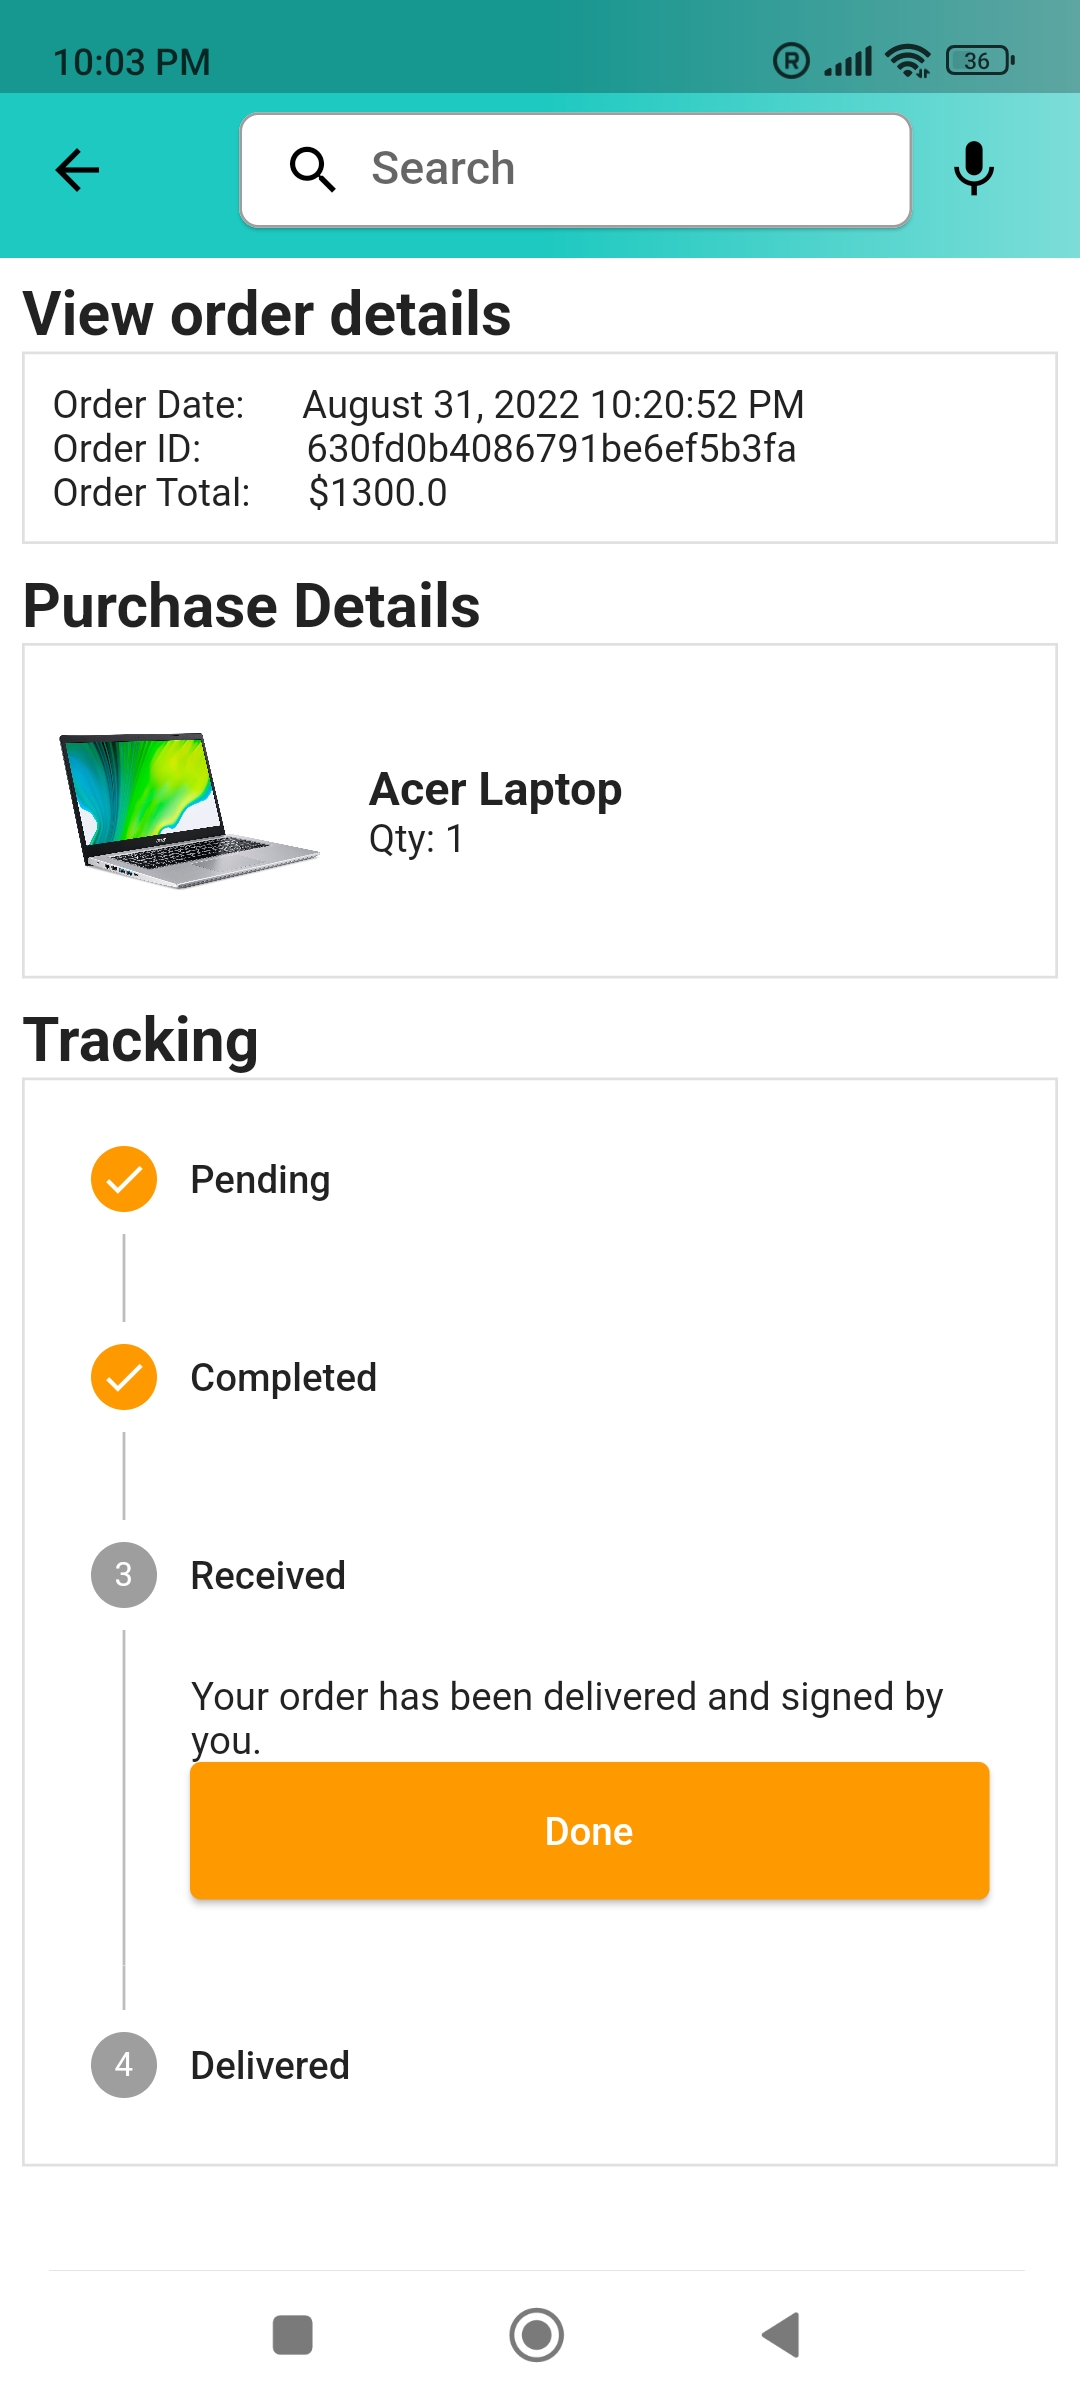 10:03 PM
R
36
Search
View order details
Order Date: August 31, 2022 10:20:52 PM
Order ID: 630fd0b4086791be6ef5b3fa
Order Total: $1300.0
Purchase Details
Acer Laptop
Qty: 1
Tracking
Pending
Completed
3 Received
Your order has been delivered and signed by
you.
Done
4 Delivered